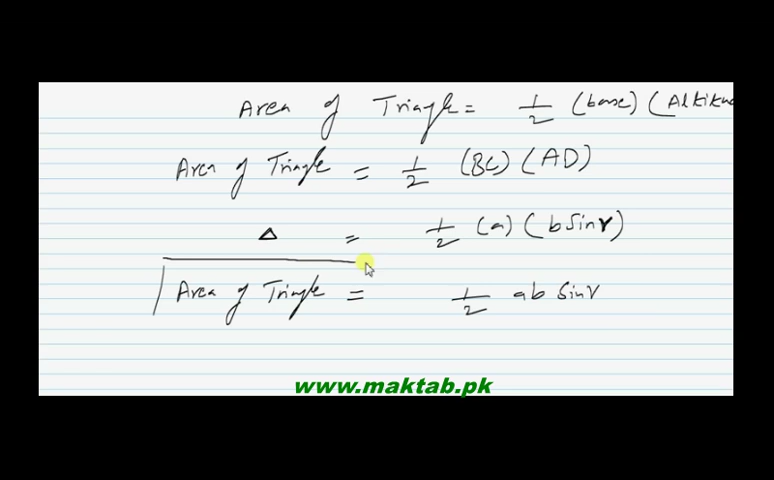 Area of Triangle = 1/2 (base) (Altitu
Area of Triangle = 1/2 (BC) (AD)
Δ = 1/2 (a) (b Sinγ)
Area of Triangle = 1/2 ab Sinγ
www.maktab.pk